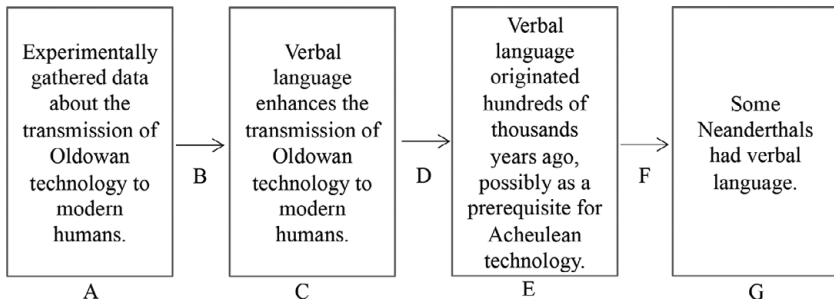 Experimentally
gathered data
about the
transmission of
Oldowan
technology to
modern
humans.
B
Verbal
language
enhances the
transmission of
Oldowan
technology to
modern
humans.
D
Verbal
language
originated
hundreds of
thousands
years ago,
possibly as a
prerequisite for
Acheulean
technology.
F
Some
Neanderthals
had verbal
language.
A
C
E
G